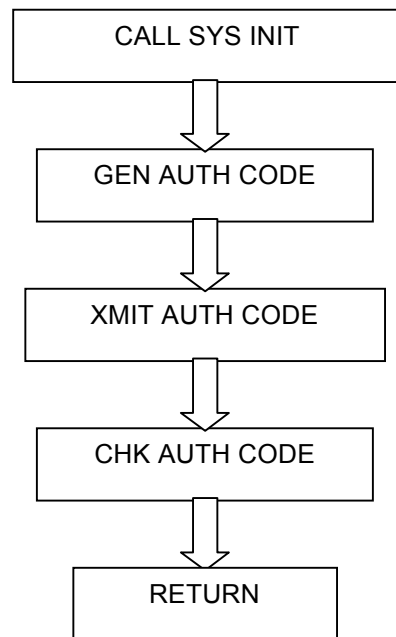 CALL SYS INIT
GEN AUTH CODE
XMIT AUTH CODE
CHK AUTH CODE
RETURN